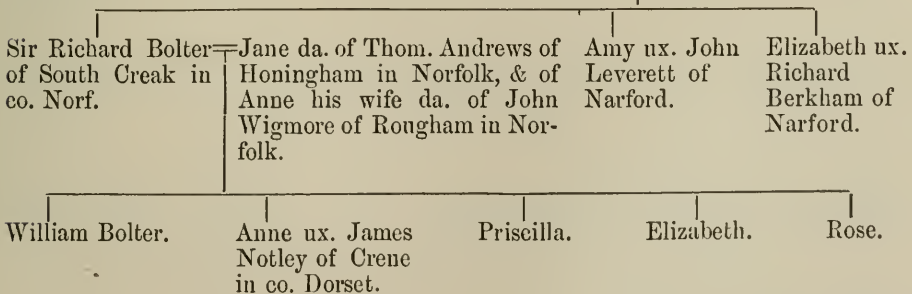 Sir Richard Bolter
of South Creak in
co. Norf.
Jane da. of Thom. Andrews of
Honingham in Norfolk, & of
Anne his wife da. of John
Wigmore of Rougham in Nor-
folk.
Amy ux. John
Leverett of
Narford.
Elizabeth ux.
Richard
Berkham of
Narford.
William Bolter.
Anne ux. James
Notley of Crene
in co. Dorset.
Priscilla.
Elizabeth.
Rose.